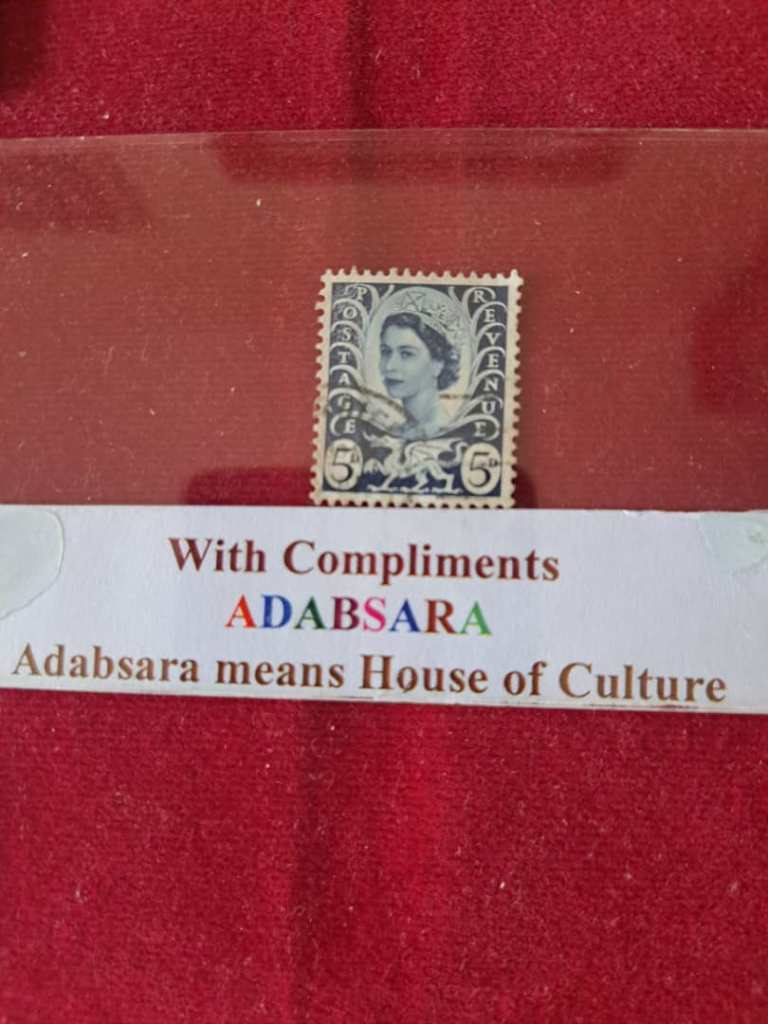 POSTAGE REVENUE
5D 5D
With Compliments
ADABSARA
Adabsara means House of Culture